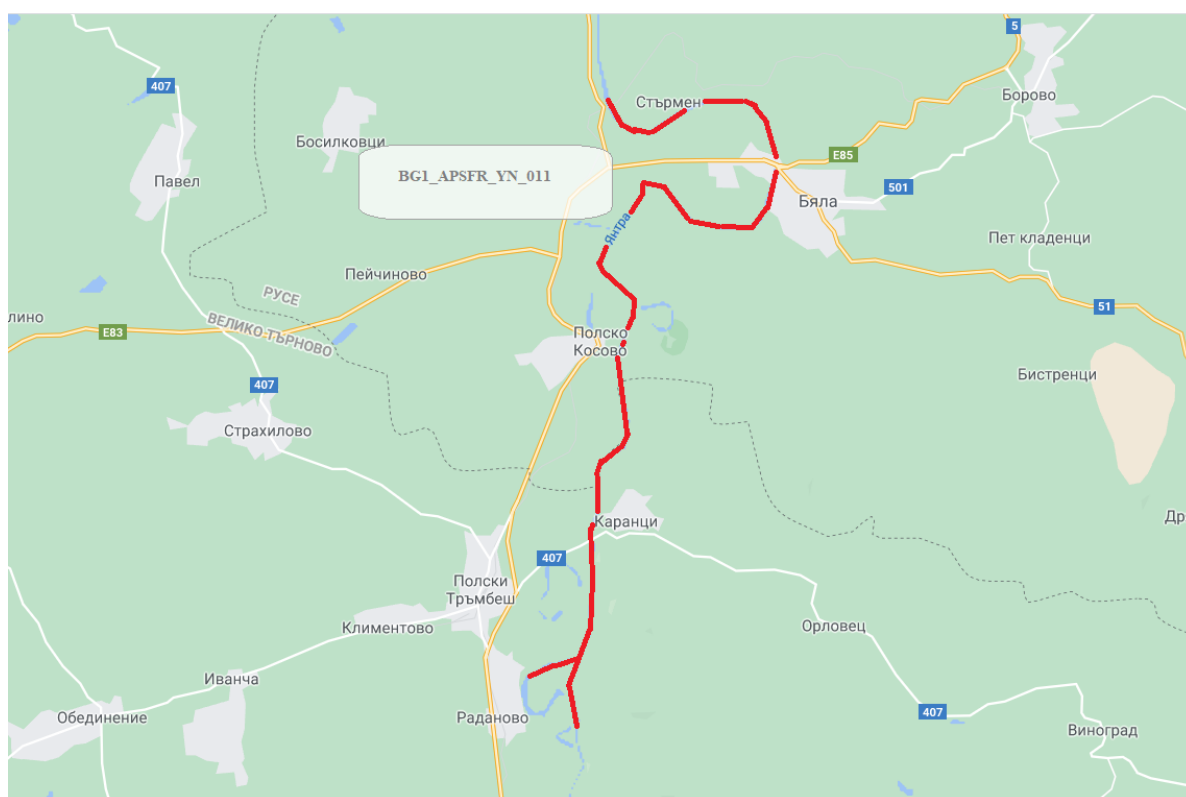 5
407
Стърмен
Борово
Босилковци
E85
BG1_APSFR_YN_011
Павел
501
Бяла
Янтра
Пет кладенци
Пейчиново
РУСЕ
ВЕЛИКО ТЪРНОВО
лино
E83
51
Полско
Косово
Бистренци
407
Страхилово
Каранци
Др
407
Полски
Тръмбеш
Климентово
Орловец
Иванча
Обединение
Раданово
407
Виноград